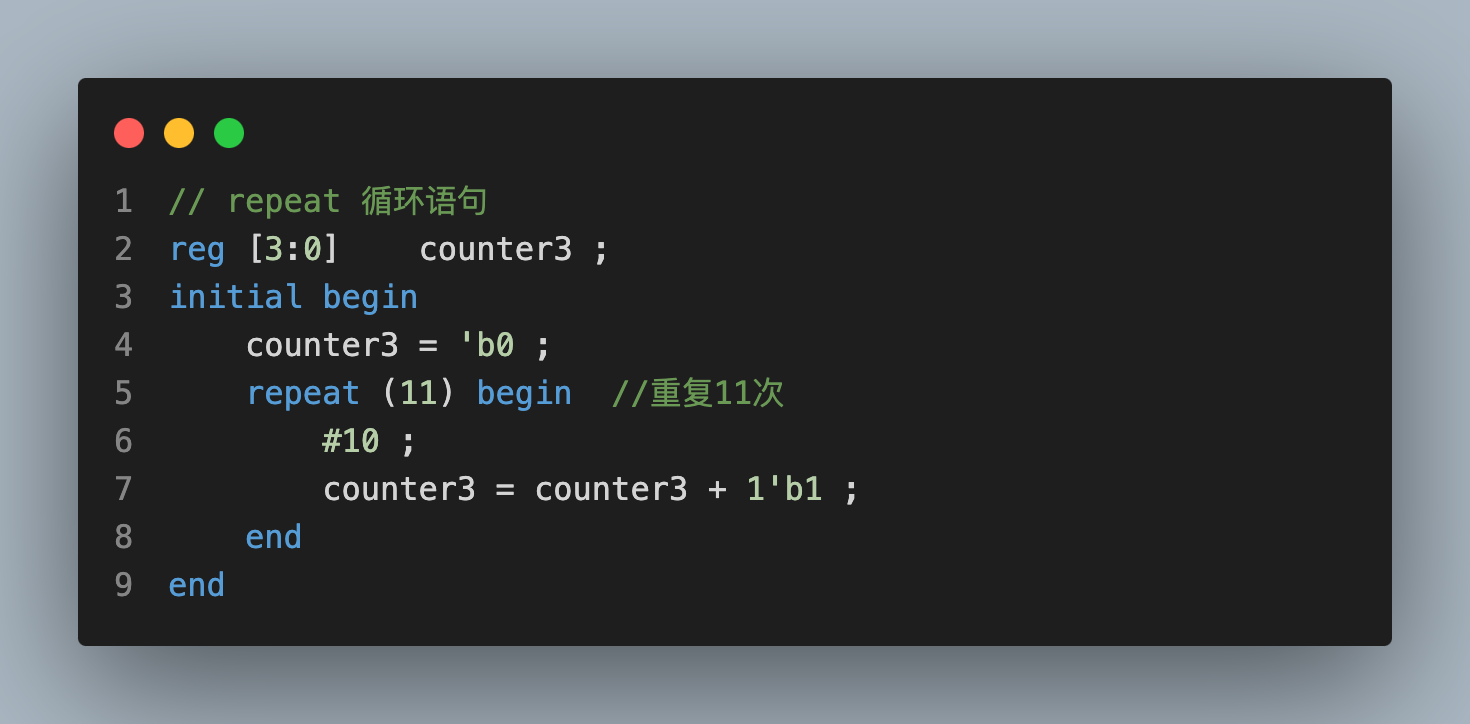 1 // repeat 循环语句
2 reg [3:0]    counter3 ;
3 initial begin
4     counter3 = 'b0 ;
5     repeat (11) begin  //重复11次
6         #10 ;
7         counter3 = counter3 + 1'b1 ;
8     end
9 end